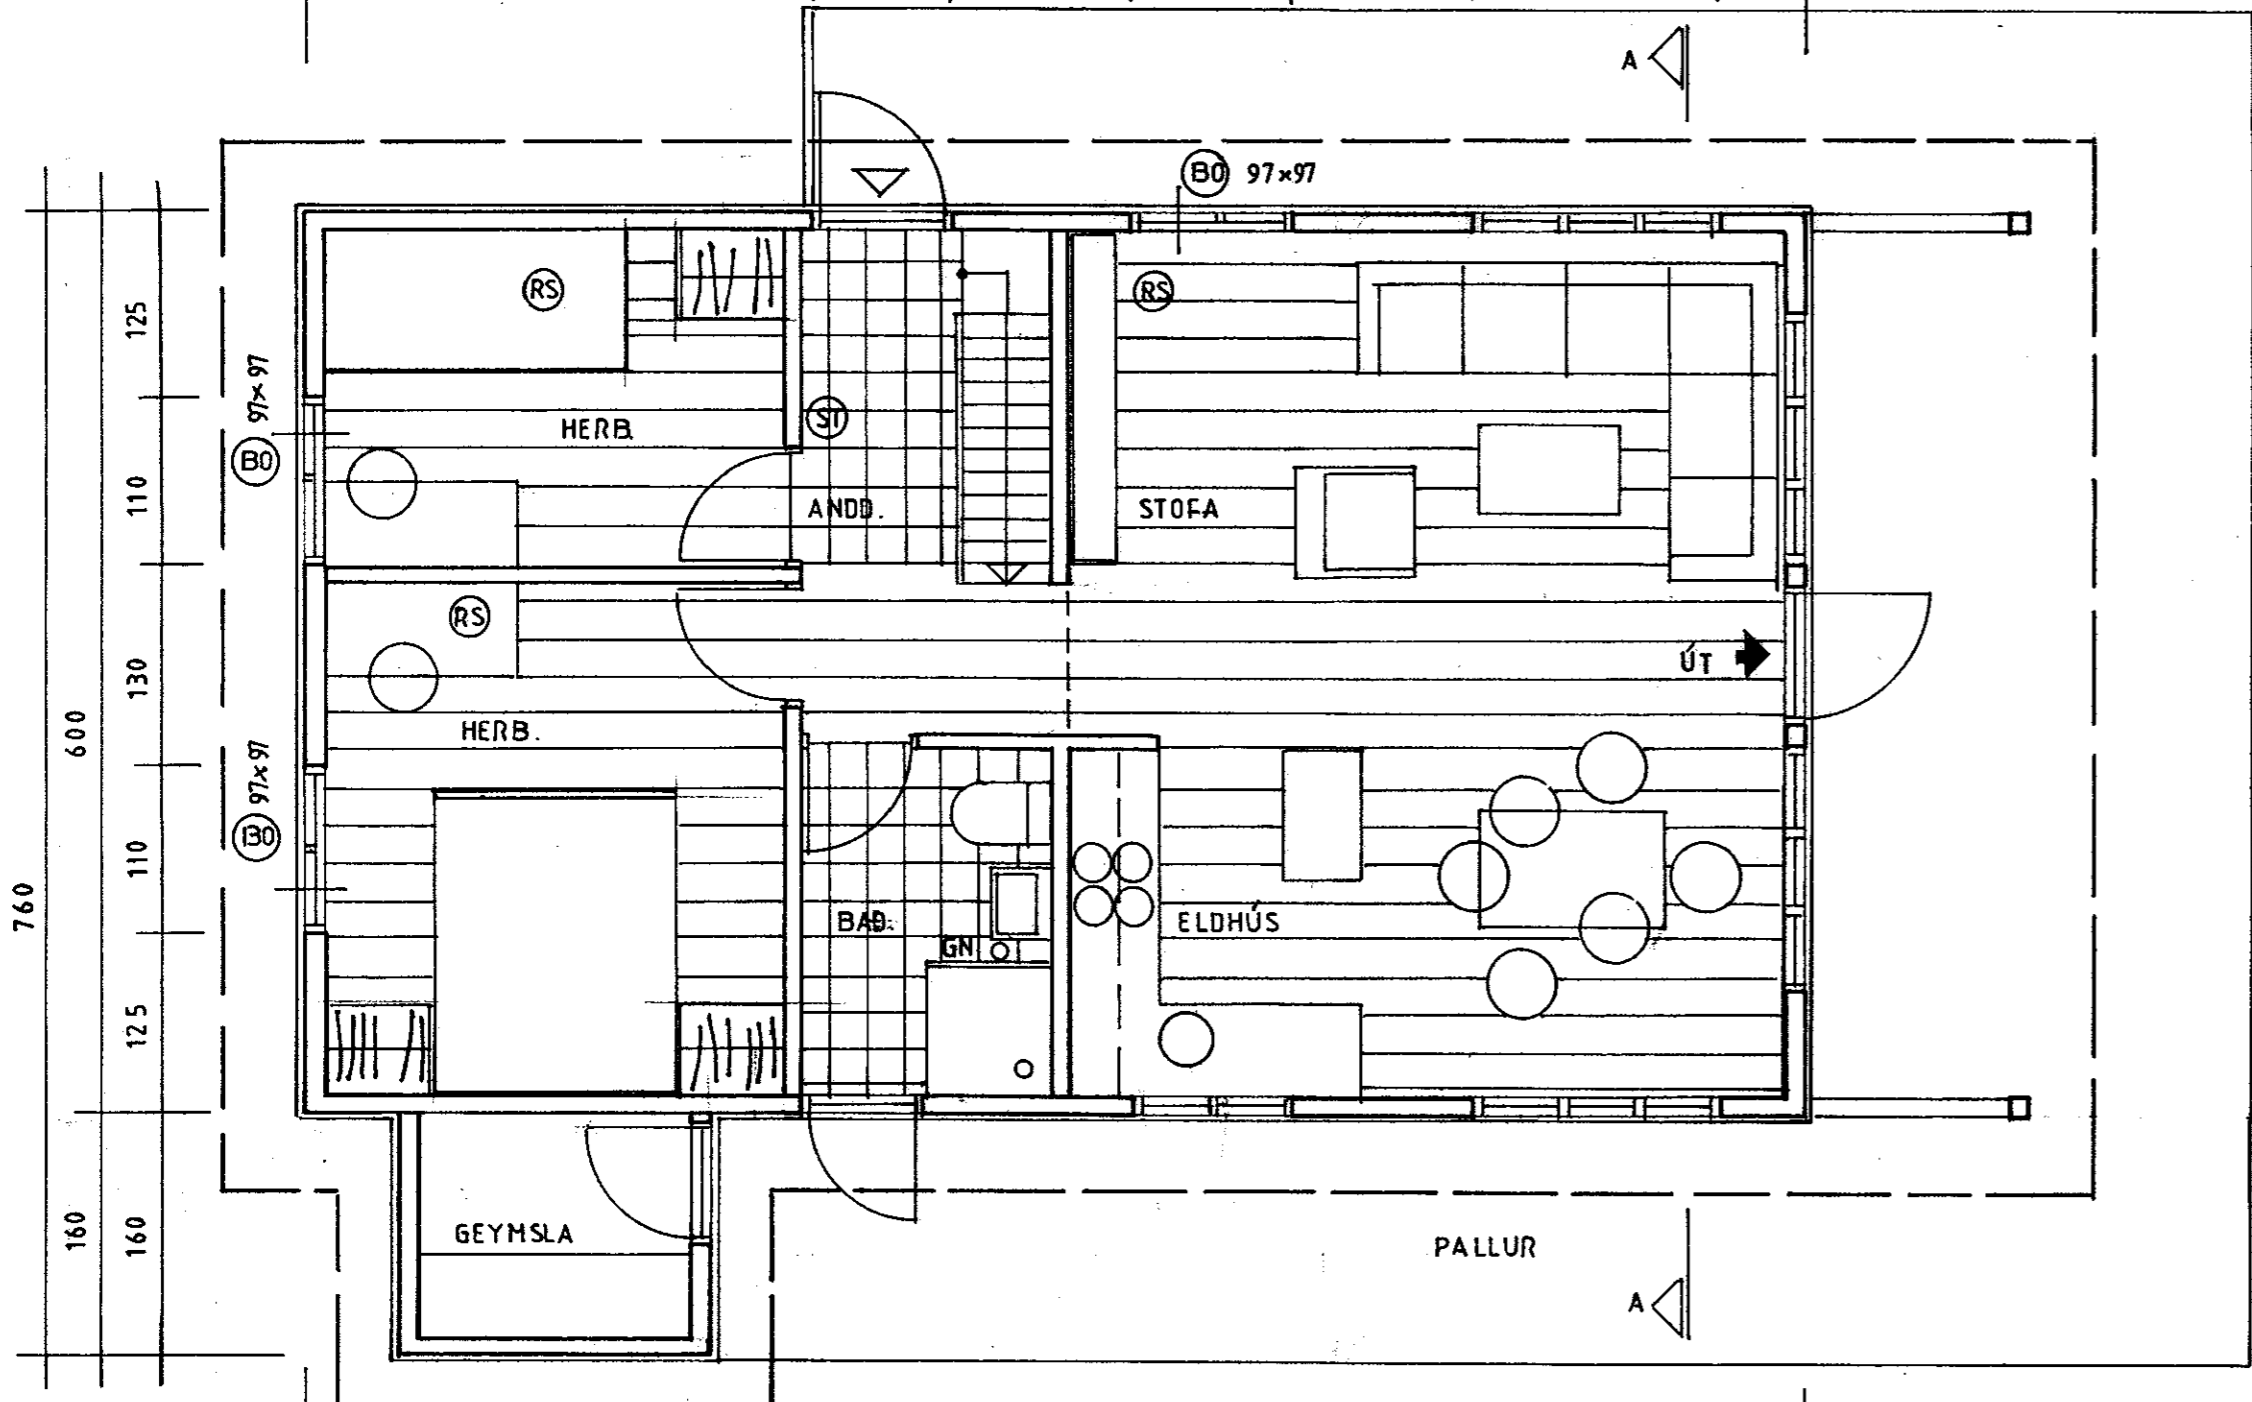 A
BO 97×97
RS
RS
125
97×97
BO
HERB.
ST
110
ANDD.
STOFA
RS
130
ÚT
600
HERB.
97×97
BO
110
760
BAÐ.
ELDHÚS
GN
125
160
160
GEYMSLA
PALLUR
A